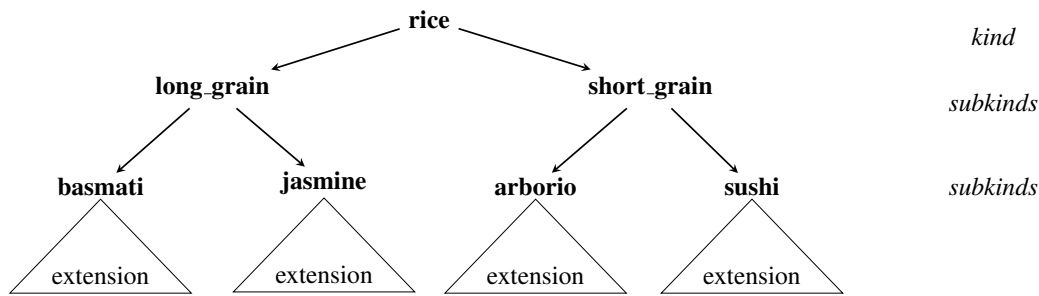 rice
kind
long_grain short_grain
subkinds
basmati jasmine arborio sushi
subkinds
extension extension extension extension